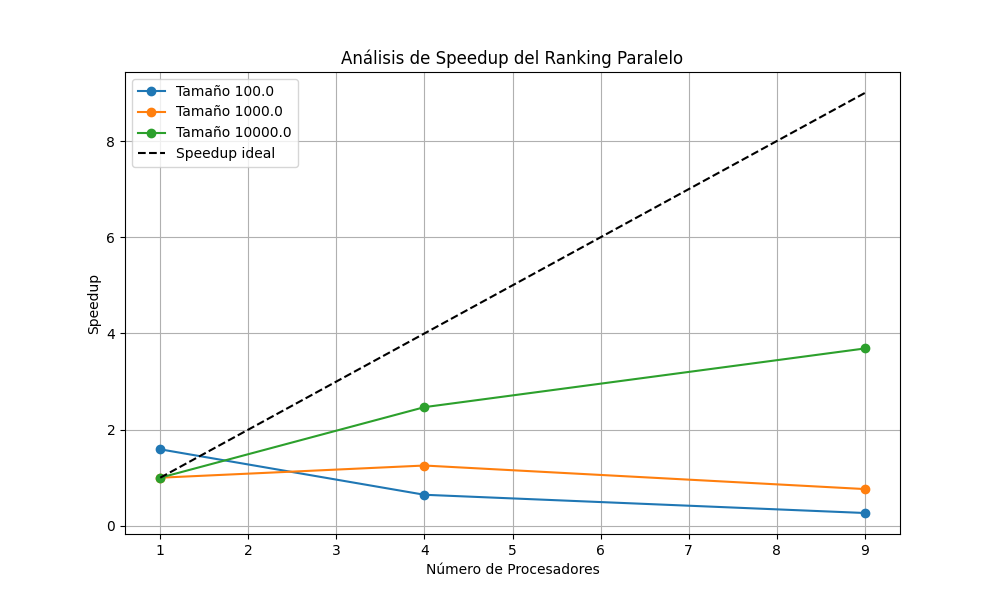 Análisis de Speedup del Ranking Paralelo
Tamaño 100.0
Tamaño 1000.0
Tamaño 10000.0
Speedup ideal
8
6
4
2
0
Speedup
1 2 3 4 5 6 7 8 9
Número de Procesadores